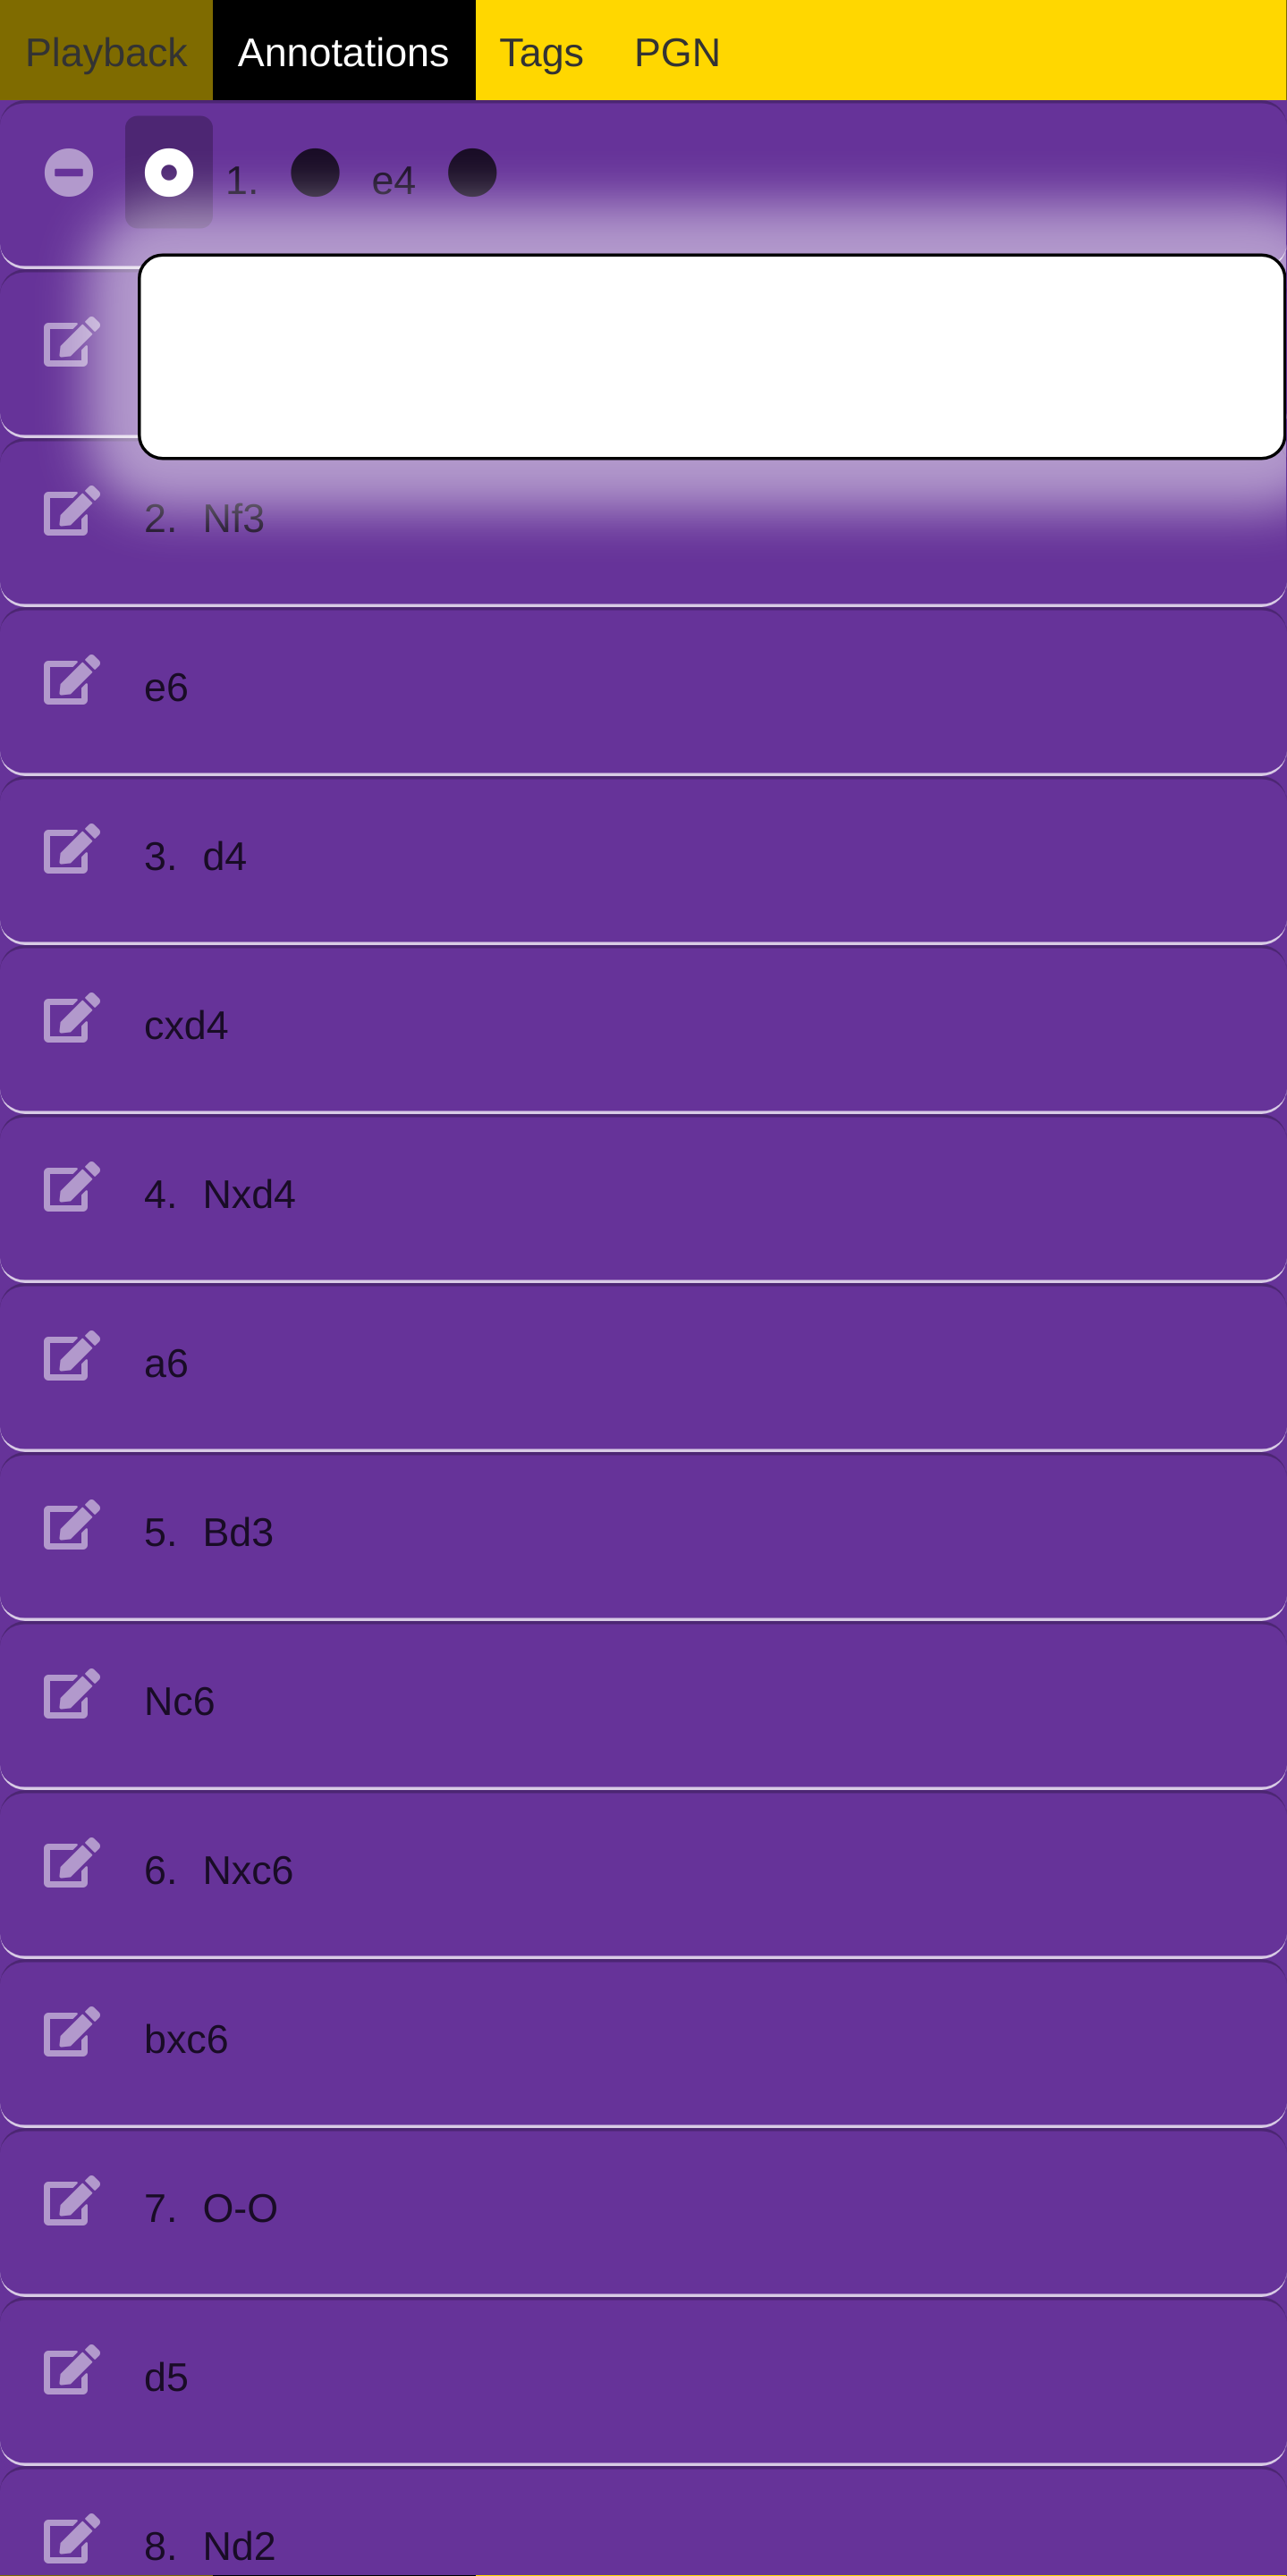 Playback Annotations Tags PGN
1. e4
2. Nf3
e6
3. d4
cxd4
4. Nxd4
a6
5. Bd3
Nc6
6. Nxc6
bxc6
7. O-O
d5
8. Nd2